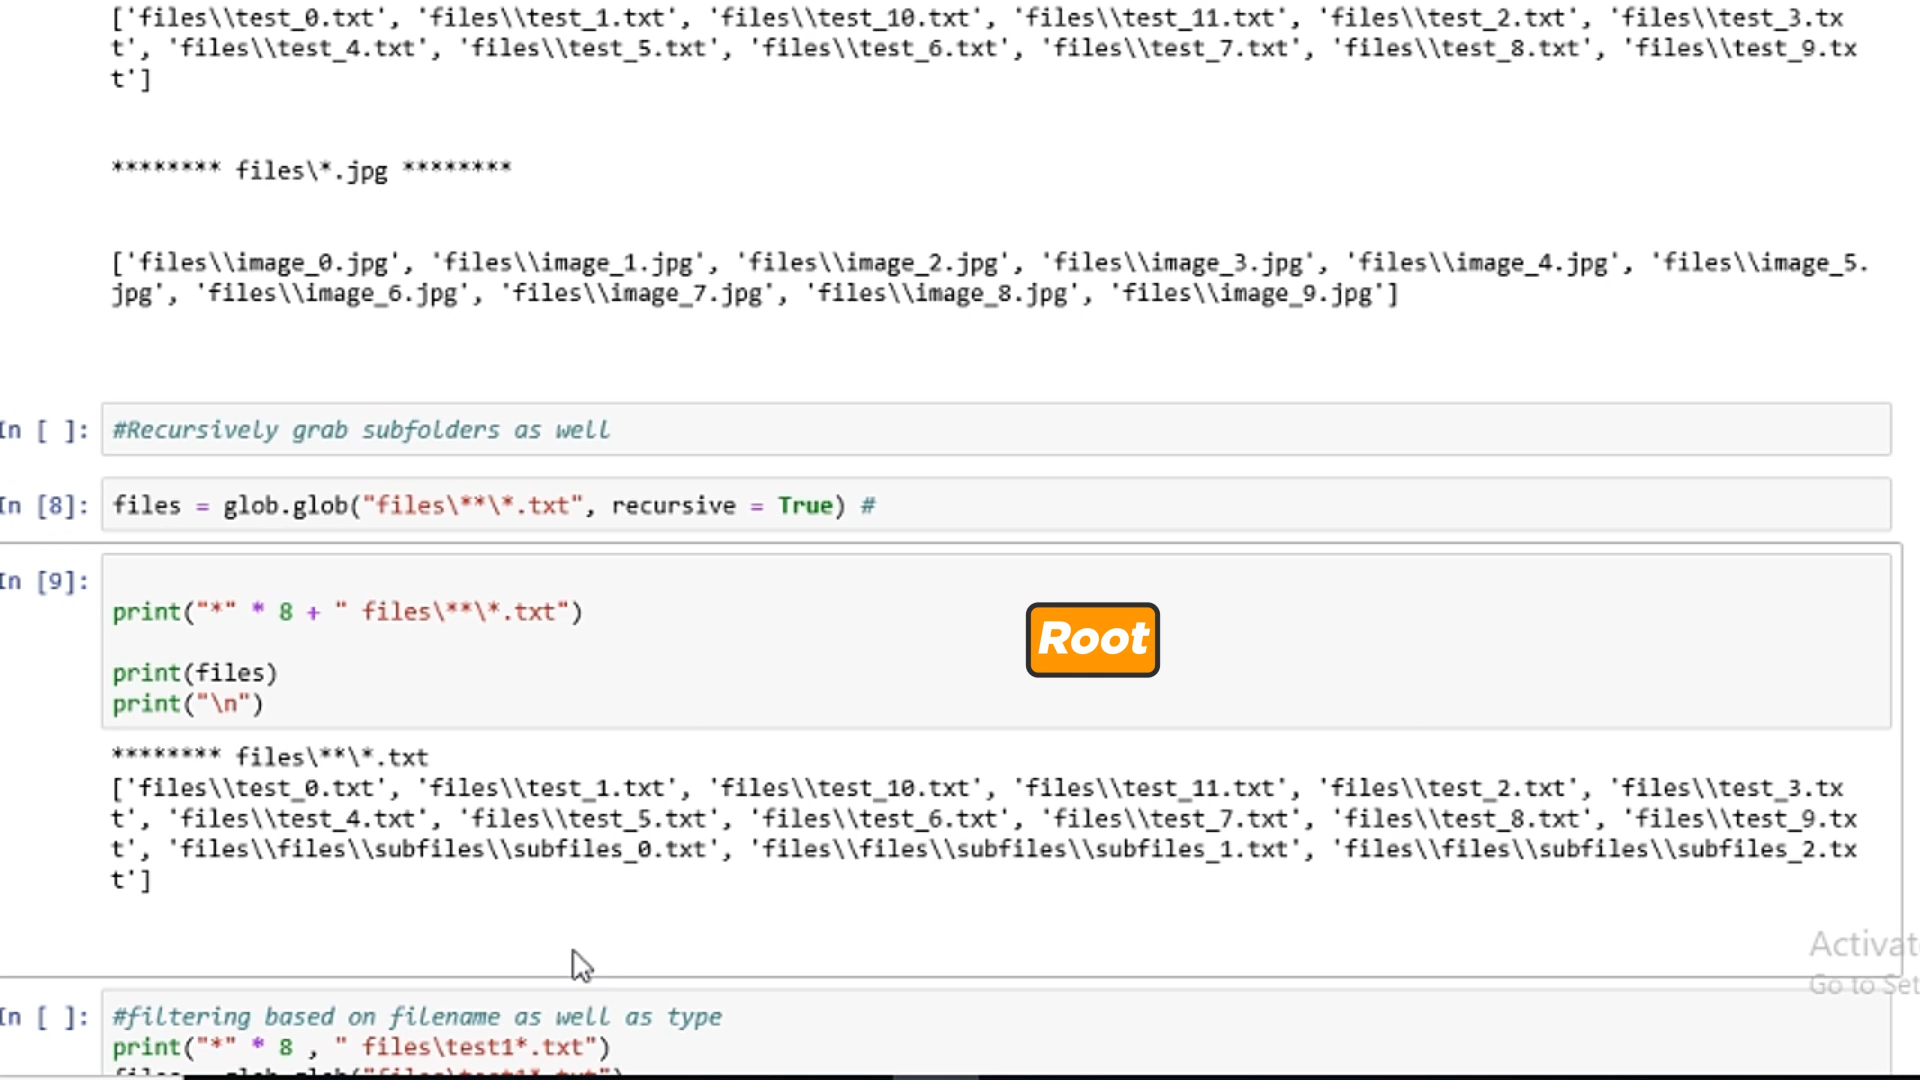 ['files\\test_0.txt', 'files\\test_1.txt', 'files\\test_10.txt', 'files\\test_11.txt', 'files\\test_2.txt', 'files\\test_3.tx
t', 'files\\test_4.txt', 'files\\test_5.txt', 'files\\test_6.txt', 'files\\test_7.txt', 'files\\test_8.txt', 'files\\test_9.tx
t']
******** files\*.jpg ********
['files\\image_0.jpg', 'files\\image_1.jpg', 'files\\image_2.jpg', 'files\\image_3.jpg', 'files\\image_4.jpg', 'files\\image_5.
jpg', 'files\\image_6.jpg', 'files\\image_7.jpg', 'files\\image_8.jpg', 'files\\image_9.jpg']
In [ ]: #Recursively grab subfolders as well
In [8]: files = glob.glob("files\**\*.txt", recursive = True) #
In [9]:
print("*" * 8 + " files\**\*.txt")
Root
print(files)
print("\n")
******** files\**\*.txt
['files\\test_0.txt', 'files\\test_1.txt', 'files\\test_10.txt', 'files\\test_11.txt', 'files\\test_2.txt', 'files\\test_3.tx
t', 'files\\test_4.txt', 'files\\test_5.txt', 'files\\test_6.txt', 'files\\test_7.txt', 'files\\test_8.txt', 'files\\test_9.tx
t', 'files\\files\\subfiles\\subfiles_0.txt', 'files\\files\\subfiles\\subfiles_1.txt', 'files\\files\\subfiles\\subfiles_2.tx
t']
Activat
Go to Set
In [ ]: #filtering based on filename as well as type
print("*" * 8 , " files\test1*.txt")